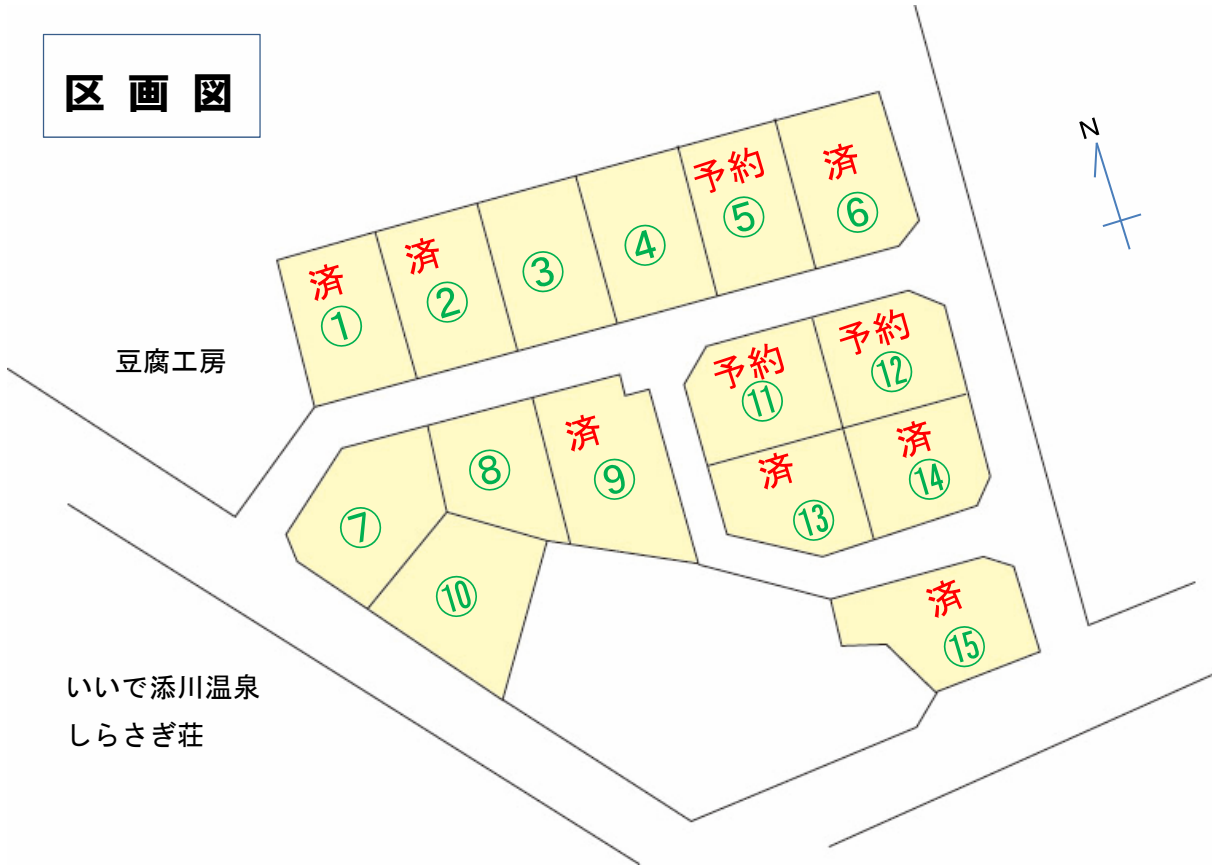 区画図
N
済
①
済
②
③
④
予約
⑤
済
⑥
豆腐工房
⑦
⑧
済
⑨
⑩
予約
⑪
予約
⑫
済
⑬
済
⑭
済
⑮
いいで添川温泉
しらさぎ荘